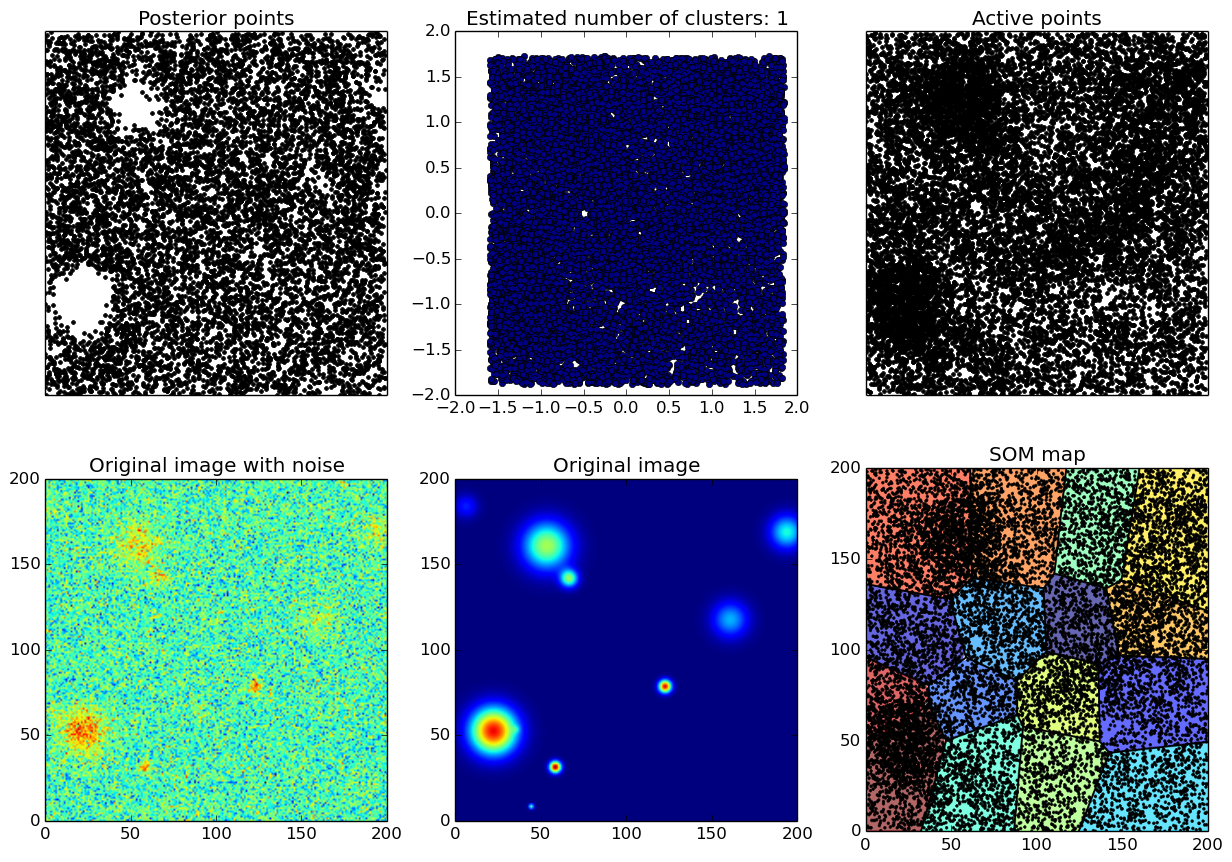 Posterior points
Estimated number of clusters: 1
Active points
2.0
1.5
1.0
0.5
0.0
−0.5
−1.0
−1.5
−2.0
−2.0 −1.5 −1.0 −0.5 0.0 0.5 1.0 1.5 2.0
Original image with noise
Original image
SOM map
200
150
100
50
0
0 50 100 150 200
200
150
100
50
0
0 50 100 150 200
200
150
100
50
0
0 50 100 150 200